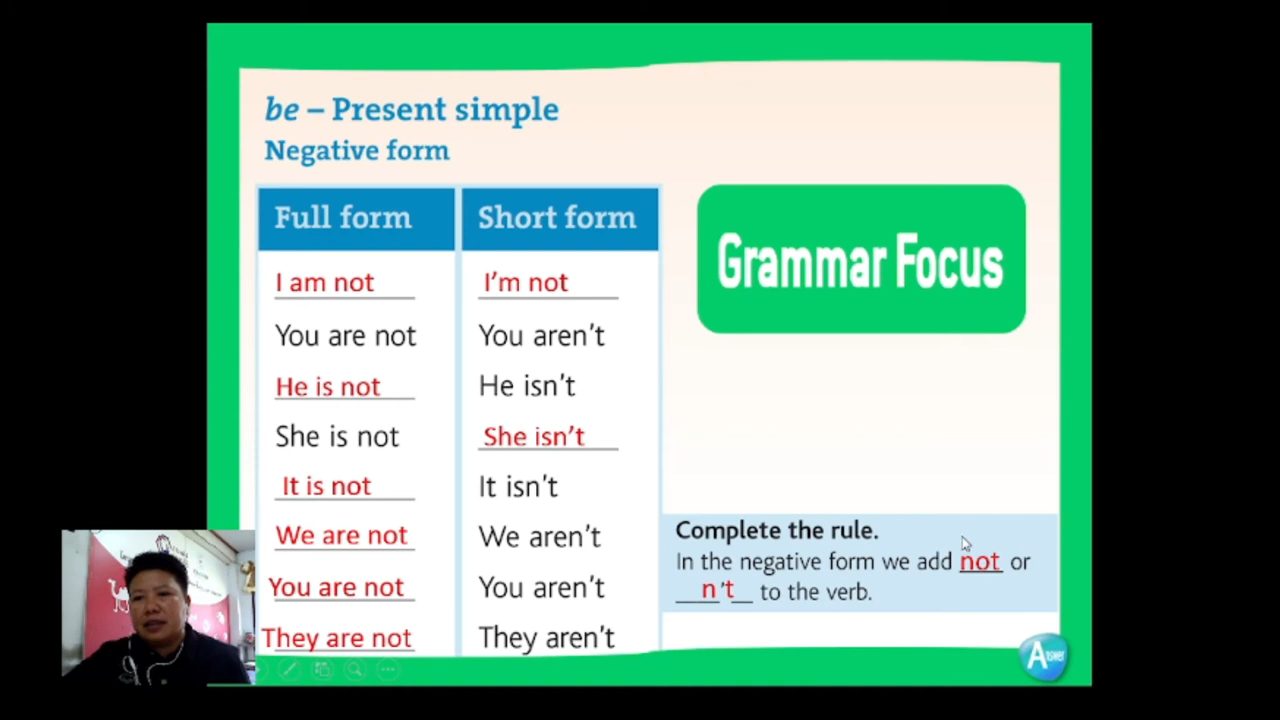 be – Present simple
Negative form
Full form Short form
I am not I'm not
You are not You aren't
He is not He isn't
She is not She isn't
It is not It isn't
We are not We aren't
You are not You aren't
They are not They aren't
Grammar Focus
Complete the rule.
In the negative form we add not or
n't to the verb.
Answer